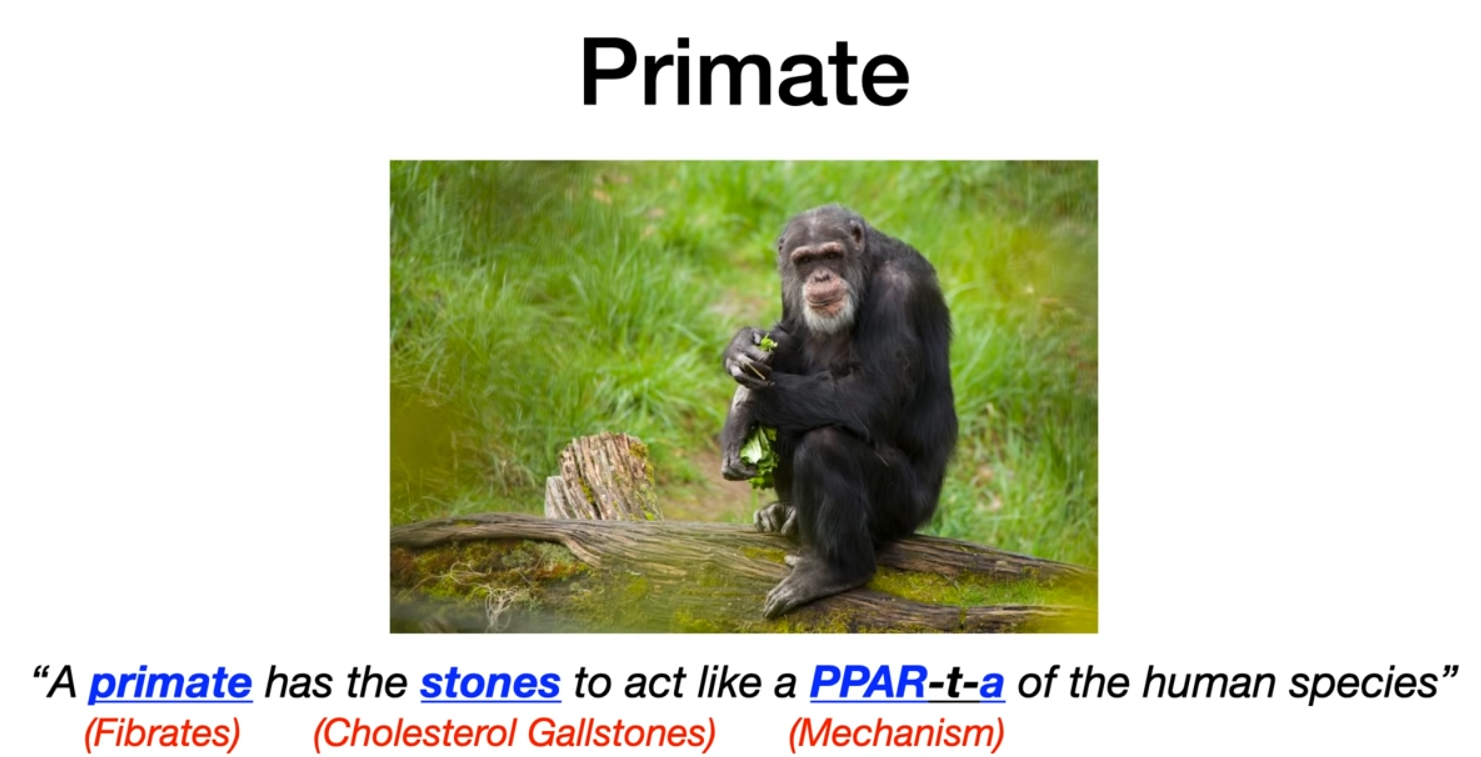 Primate
“A primate has the stones to act like a PPAR-t-a of the human species”
(Fibrates) (Cholesterol Gallstones) (Mechanism)